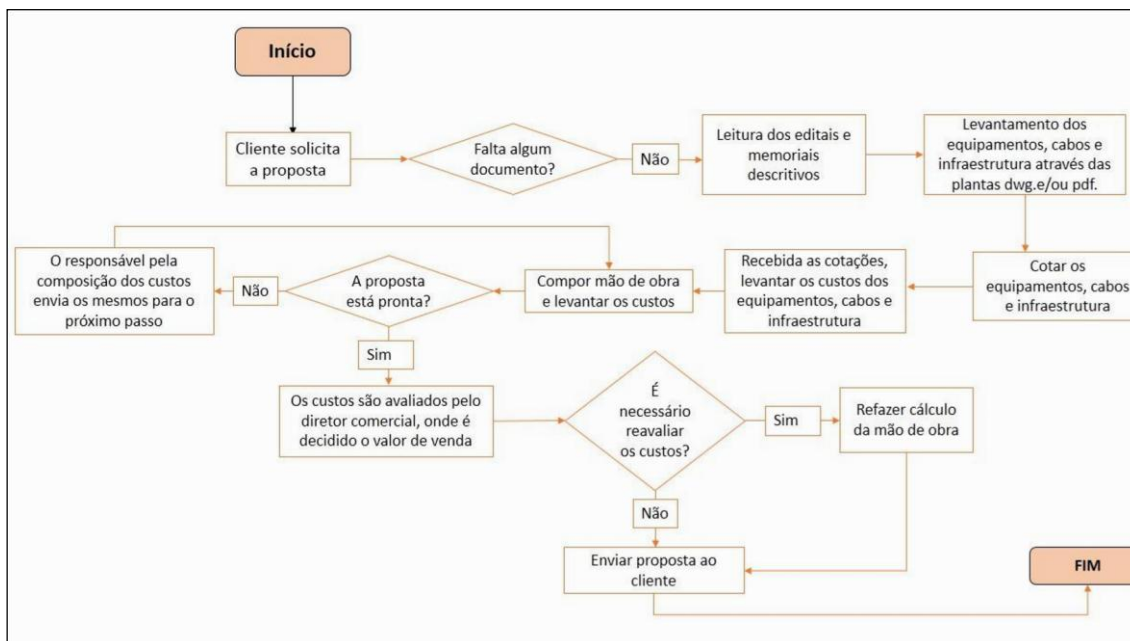 Início
Cliente solicita
a proposta
Falta algum
documento?
Não
Leitura dos editais e
memoriais
descritivos
Levantamento dos
equipamentos, cabos e
infraestrutura através das
plantas dwg.e/ou pdf.
O responsável pela
composição dos custos
envia os mesmos para o
próximo passo
Não
A proposta
está pronta?
Compor mão de obra
e levantar os custos
Recebida as cotações,
levantar os custo dos
equipamentos, cabos e
infraestrutura
Cotar os
equipamentos, cabos
e infraestrutura
Sim
Os custos são avaliados pelo
diretor comercial, onde é
decidido o valor de venda
É
necessário
reavaliar
os custos?
Sim
Refazer cálculo
da mão de obra
Não
Enviar proposta ao
cliente
FIM